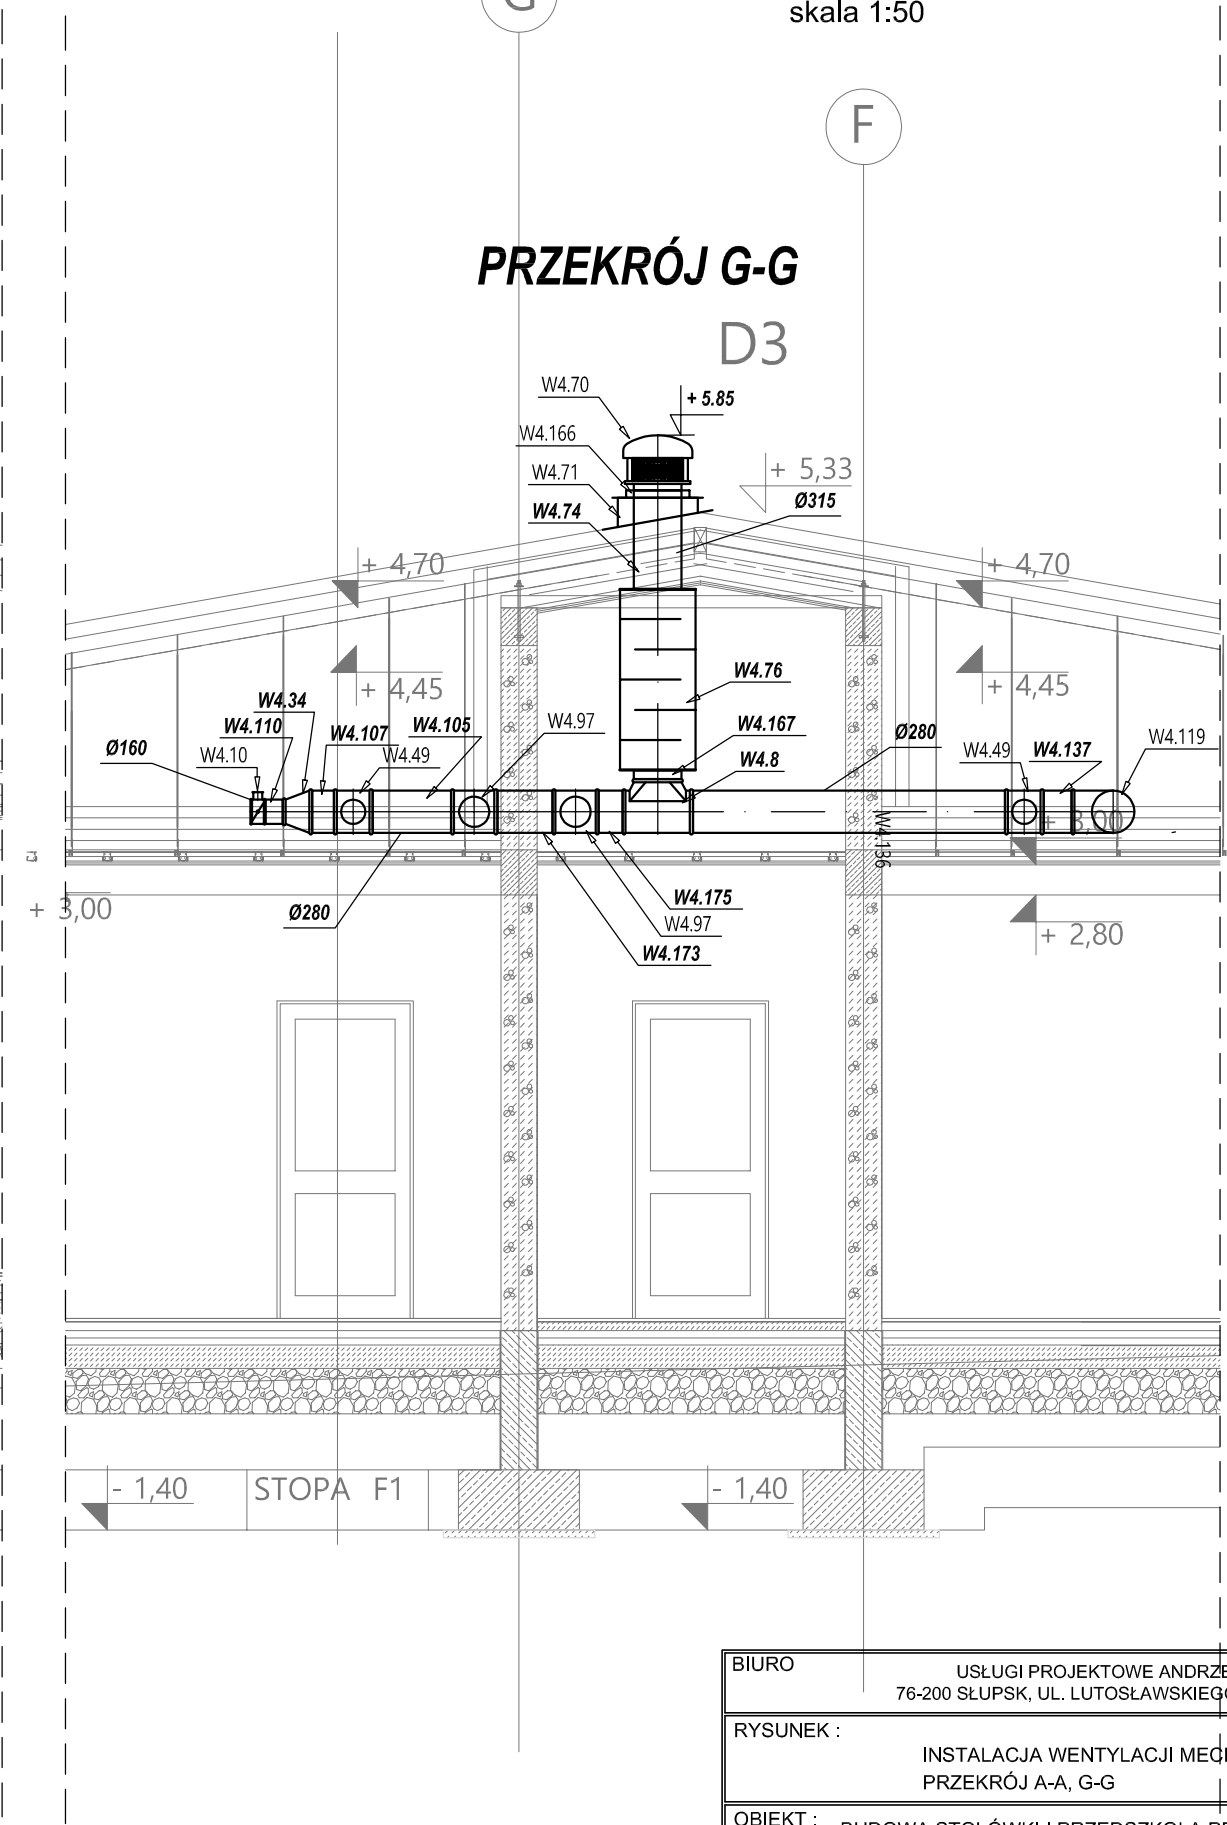 G
skala 1:50
F
PRZEKRÓJ G-G
D3
W4.70
+ 5.85
W4.166
W4.71
+ 5,33
W4.74
Ø315
+ 4,70
+ 4,70
+ 4,45
W4.76
+ 4,45
W4.34
W4.110
W4.107
W4.105
W4.97
W4.167
Ø280
Ø160
W4.10
W4.49
W4.8
W4.49
W4.137
W4.119
W4.136
+ 3,00
+ 3,00
Ø280
W4.175
W4.97
W4.173
+ 2,80
- 1,40
STOPA F1
- 1,40
BIURO
USŁUGI PROJEKTOWE
76-200 SŁUPSK, UL.
RYSUNEK :
INSTALACJA WENTYLACJI
PRZEKRÓJ A-A, G-G
OBIEKT :